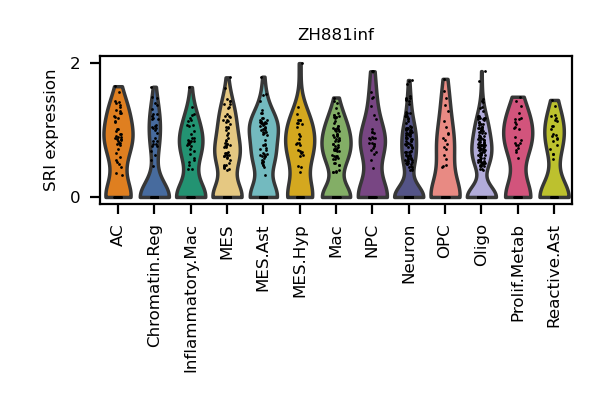 ZH881inf
SRI expression
2
0
AC
Chromatin.Reg
Inflammatory.Mac
MES
MES.Ast
MES.Hyp
Mac
NPC
Neuron
OPC
Oligo
Prolif.Metab
Reactive.Ast